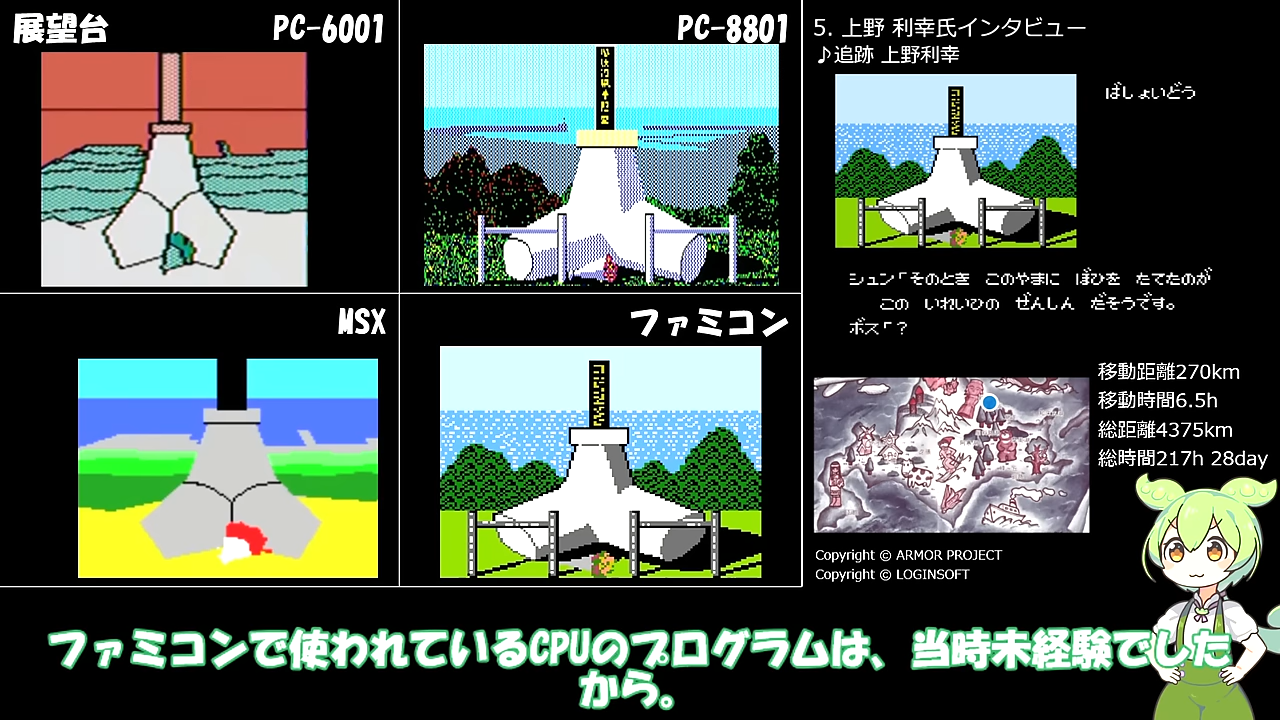 展望台
PC-6001
PC-8801
MSX
ファミコン
5. 上野 利幸氏インタビュー
♪追跡 上野利幸
ぼしょいどう
シュン「そのとき このやまに ぼひを たてたのが
この いれいひの ぜんしん だそうです。
ボス「?
移動距離270km
移動時間6.5h
総距離4375km
総時間217h 28day
Copyright © ARMOR PROJECT
Copyright © LOGINSOFT
ファミコンで使われているCPUのプログラムは、当時未経験でした
から。